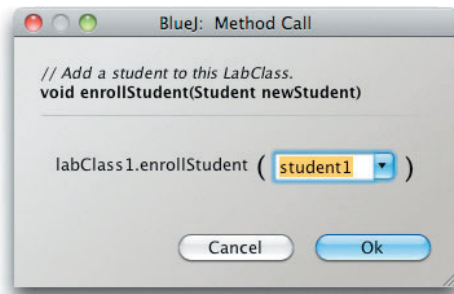 BlueJ: Method Call
// Add a student to this LabClass.
void enrollStudent(Student newStudent)
labClass1.enrollStudent ( student1 )
Cancel Ok